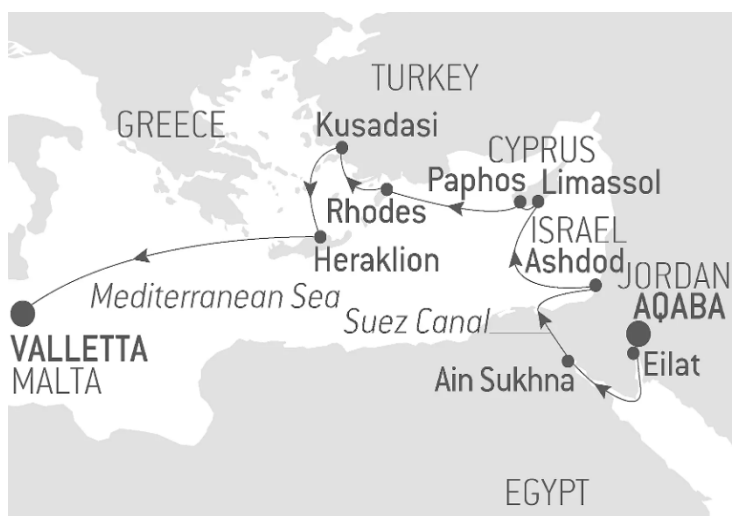 TURKEY
GREECE
Kusadasi
CYPRUS
Paphos
Limassol
Rhodes
ISRAEL
Heraklion
Ashdod
JORDAN
Mediterranean Sea
AQABA
Suez Canal
VALLETTA
Eilat
MALTA
Ain Sukhna
EGYPT